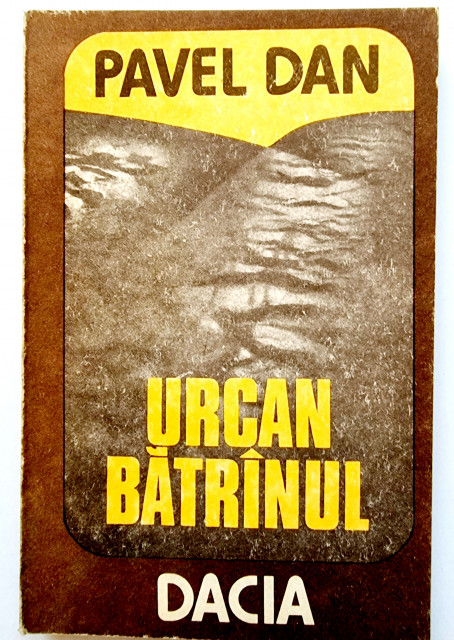 PAVEL DAN
URCAN
BĂTRÎNUL
DACIA